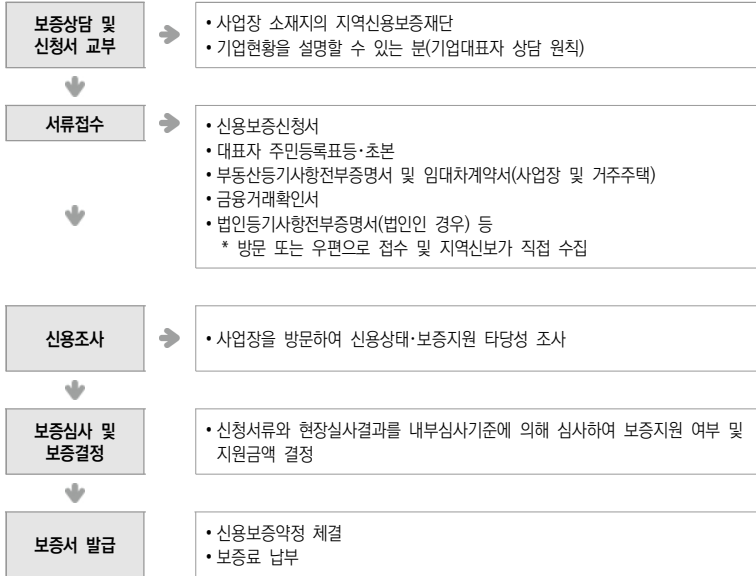 보증상담 및
신청서 교부
• 사업장 소재지의 지역신용보증재단
• 기업현황을 설명할 수 있는 분(기업대표자 상담 원칙)
서류접수
• 신용보증신청서
• 대표자 주민등록표등·초본
• 부동산등기사항전부증명서 및 임대차계약서(사업장 및 거주주택)
• 금융거래확인서
• 법인등기사항전부증명서(법인인 경우) 등
* 방문 또는 우편으로 접수 및 지역신보가 직접 수집
신용조사
• 사업장을 방문하여 신용상태·보증지원 타당성 조사
보증심사 및
보증결정
• 신청서류와 현장실사결과를 내부심사기준에 의해 심사하여 보증지원 여부 및
지원금액 결정
보증서 발급
• 신용보증약정 체결
• 보증료 납부